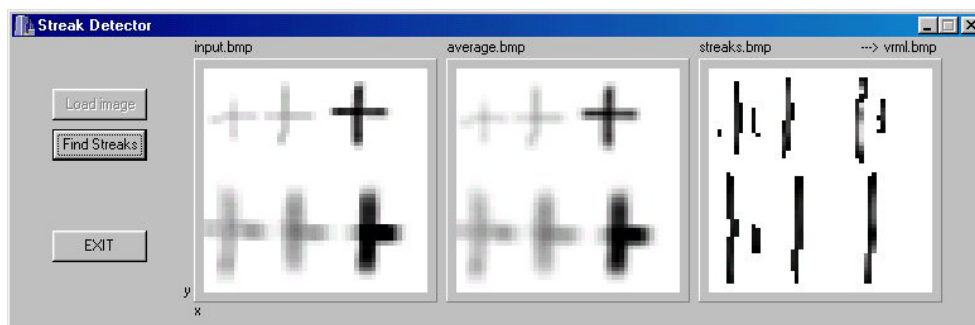 Streak Detector
input.bmp average.bmp streaks.bmp ---> vrml.bmp
Load image
Find Streaks
EXIT
y
x